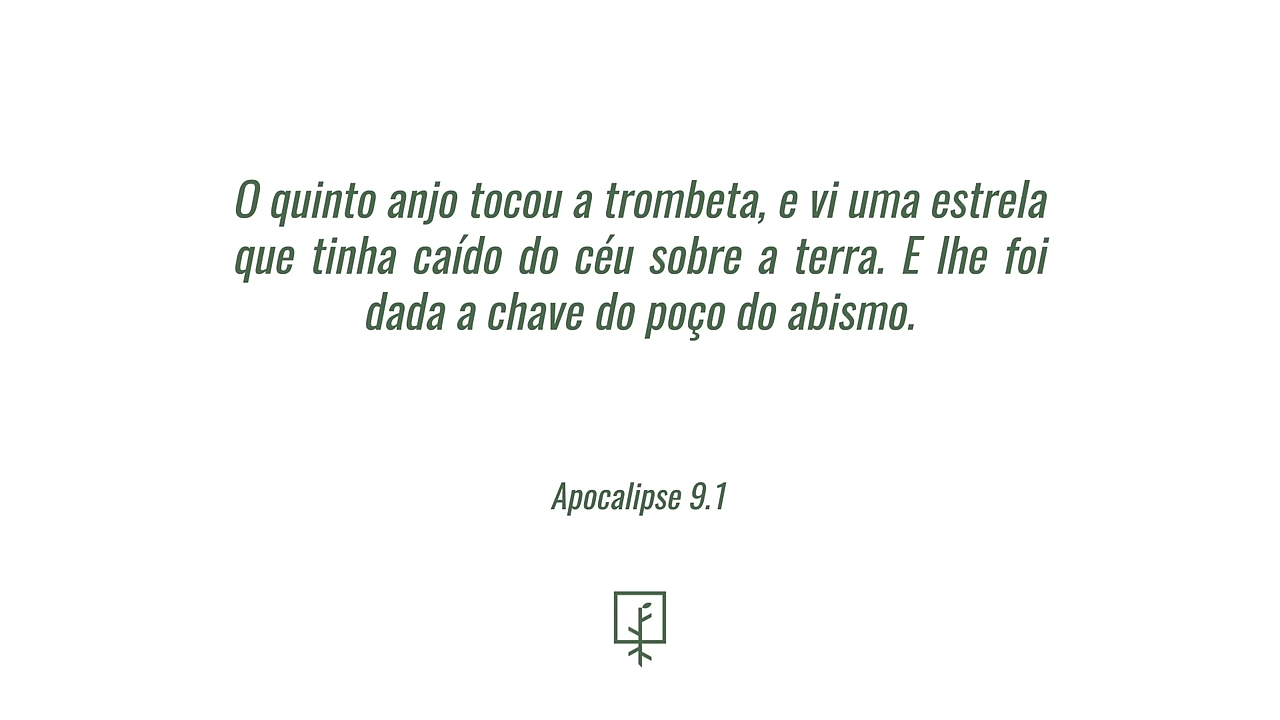 O quinto anjo tocou a trombeta, e vi uma estrela
que tinha caído do céu sobre a terra. E lhe foi
dada a chave do poço do abismo.
Apocalipse 9.1